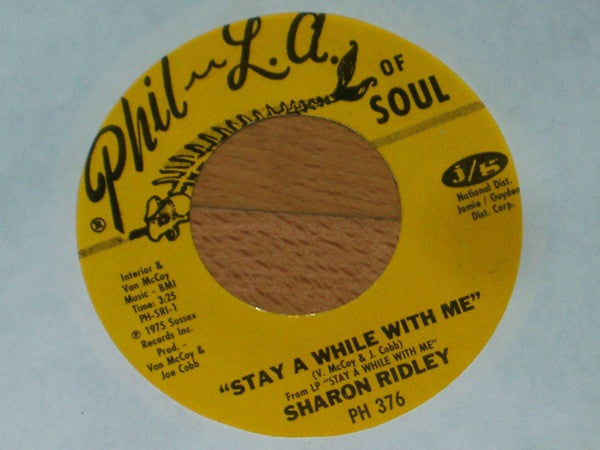 Phil-L.A.
OF
SOUL
®
j/g
National Dist.
Jamie / Guyden
Dist. Corp.
Interior &
Van McCoy
Music - BMI
Time: 3:25
PH-SRI-1
℗ 1975 Sussex
Records Inc.
Prod. -
Van McCoy &
Joe Cobb
"STAY A WHILE WITH ME"
(V. McCoy & J. Cobb)
From LP "STAY A WHILE WITH ME"
SHARON RIDLEY
PH 376